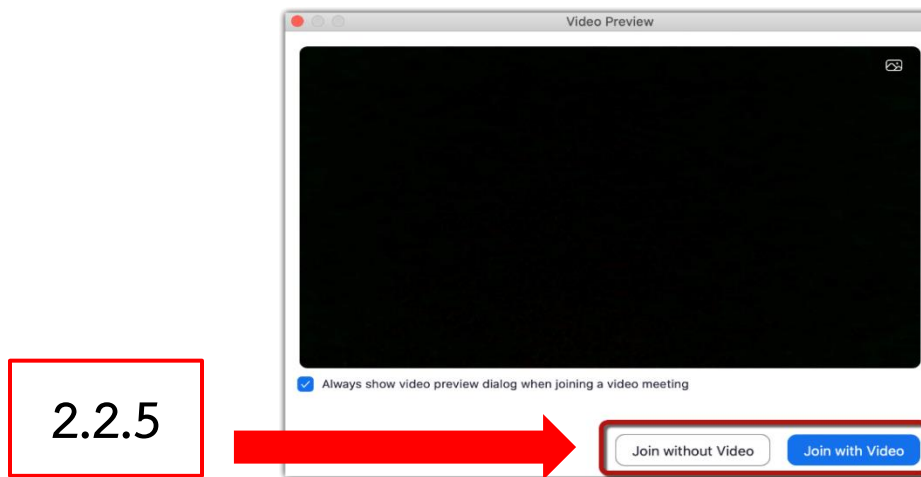 Video Preview
Always show video preview dialog when joining a video meeting
2.2.5
Join without Video
Join with Video